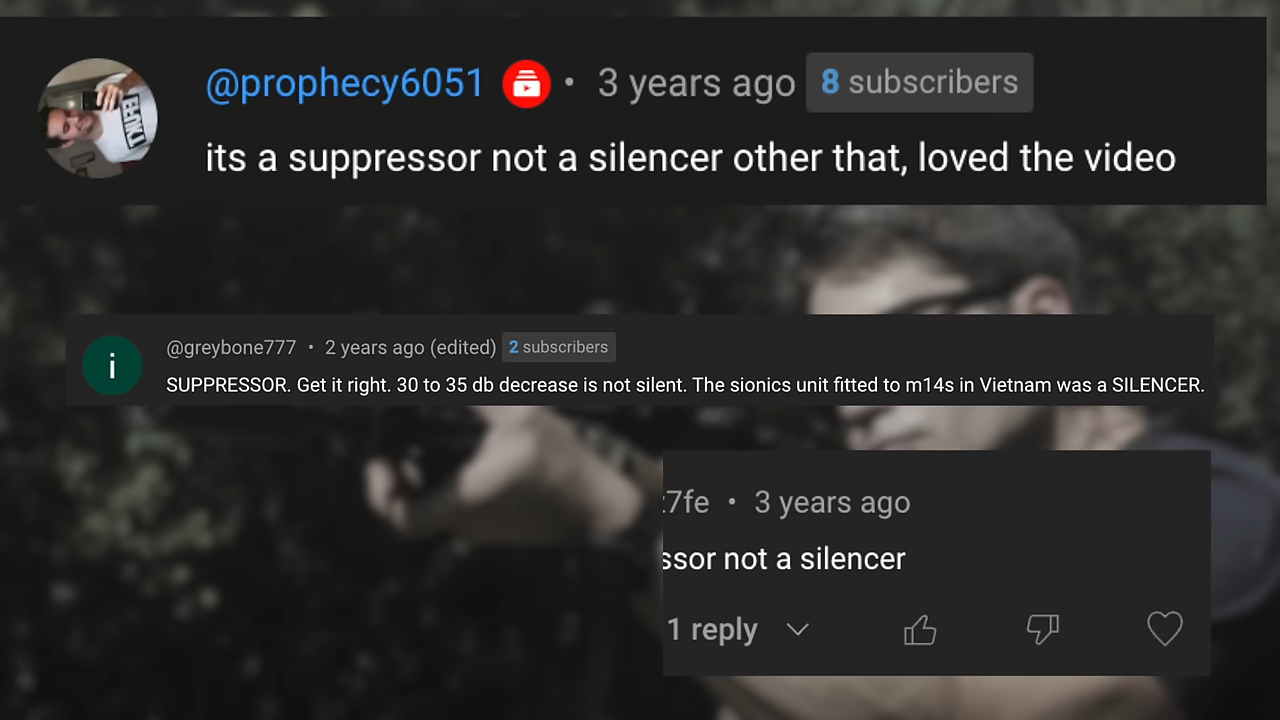 @prophecy6051 • 3 years ago 8 subscribers
its a suppressor not a silencer other that, loved the video
i
@greybone777 • 2 years ago (edited) 2 subscribers
SUPPRESSOR. Get it right. 30 to 35 db decrease is not silent. The sionics unit fitted to m14s in Vietnam was a SILENCER.
7fe • 3 years ago
ssor not a silencer
1 reply